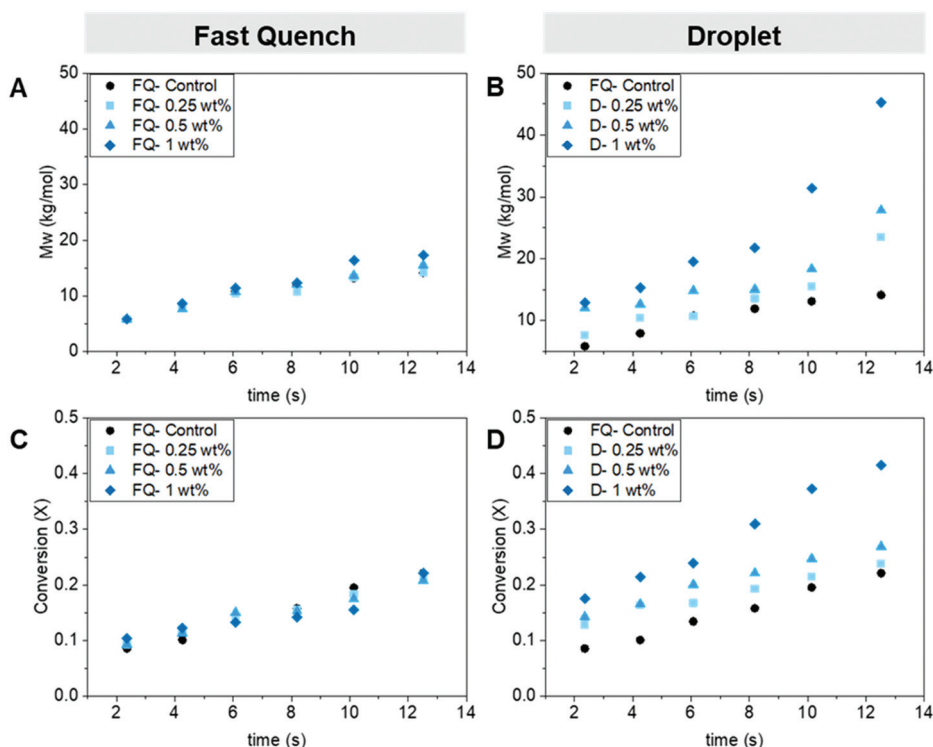 Fast Quench
Droplet
A
50
40
30
20
10
0
Mw (kg/mol)
FQ- Control
FQ- 0.25 wt%
FQ- 0.5 wt%
FQ- 1 wt%
2 4 6 8 10 12 14
time (s)
B
50
40
30
20
10
Mw (kg/mol)
FQ- Control
D- 0.25 wt%
D- 0.5 wt%
D- 1 wt%
2 4 6 8 10 12 14
time (s)
C
0.5
0.4
0.3
0.2
0.1
0.0
Conversion (X)
FQ- Control
FQ- 0.25 wt%
FQ- 0.5 wt%
FQ- 1 wt%
2 4 6 8 10 12 14
time (s)
D
0.5
0.4
0.3
0.2
0.1
0.0
Conversion (X)
FQ- Control
D- 0.25 wt%
D- 0.5 wt%
D- 1 wt%
2 4 6 8 10 12 14
time (s)